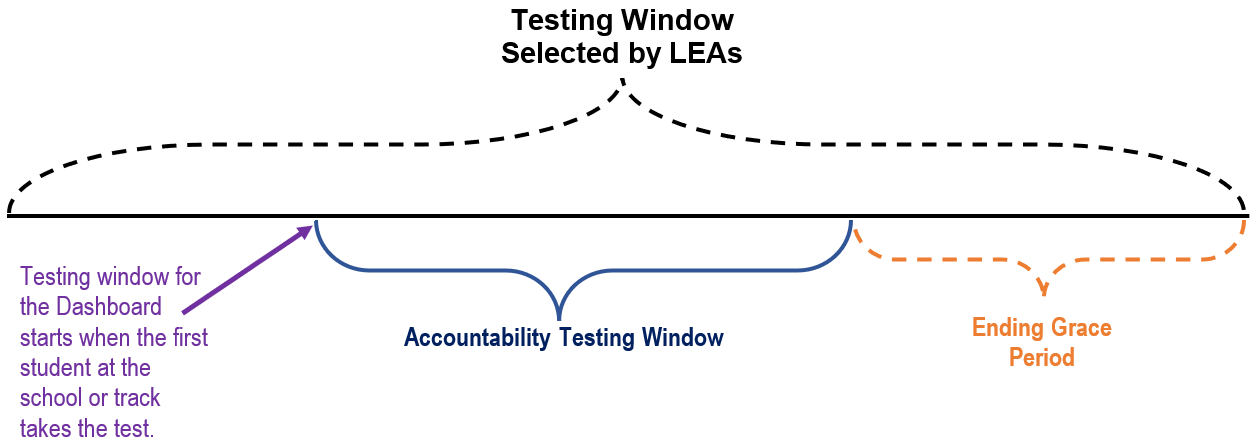 Testing Window
Selected by LEAs
Testing window for
the Dashboard
starts when the first
student at the
school or track
takes the test.
Accountability Testing Window
Ending Grace
Period